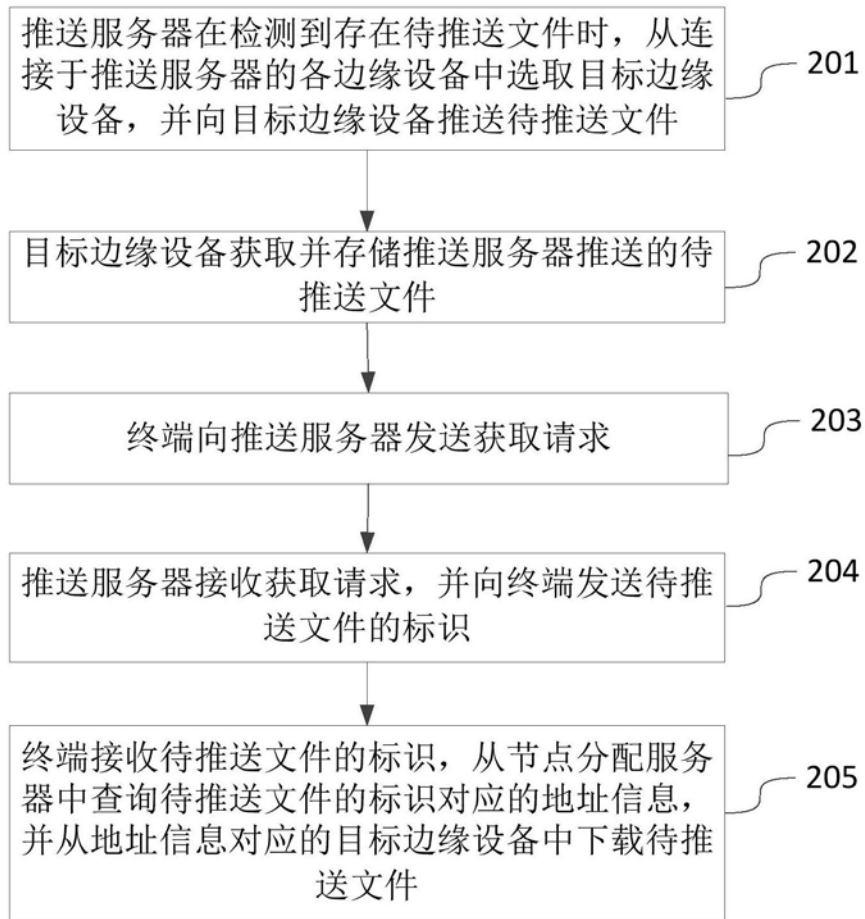 推送服务器在检测到存在待推送文件时，从连
接于推送服务器的各边缘设备中选取目标边缘
设备，并向目标边缘设备推送待推送文件
201
目标边缘设备获取并存储推送服务器推送的待
推送文件
202
终端向推送服务器发送获取请求
203
推送服务器接收获取请求，并向终端发送待推
送文件的标识
204
终端接收待推送文件的标识，从节点分配服务
器中查询待推送文件的标识对应的地址信息，
并从地址信息对应的目标边缘设备中下载待推
送文件
205